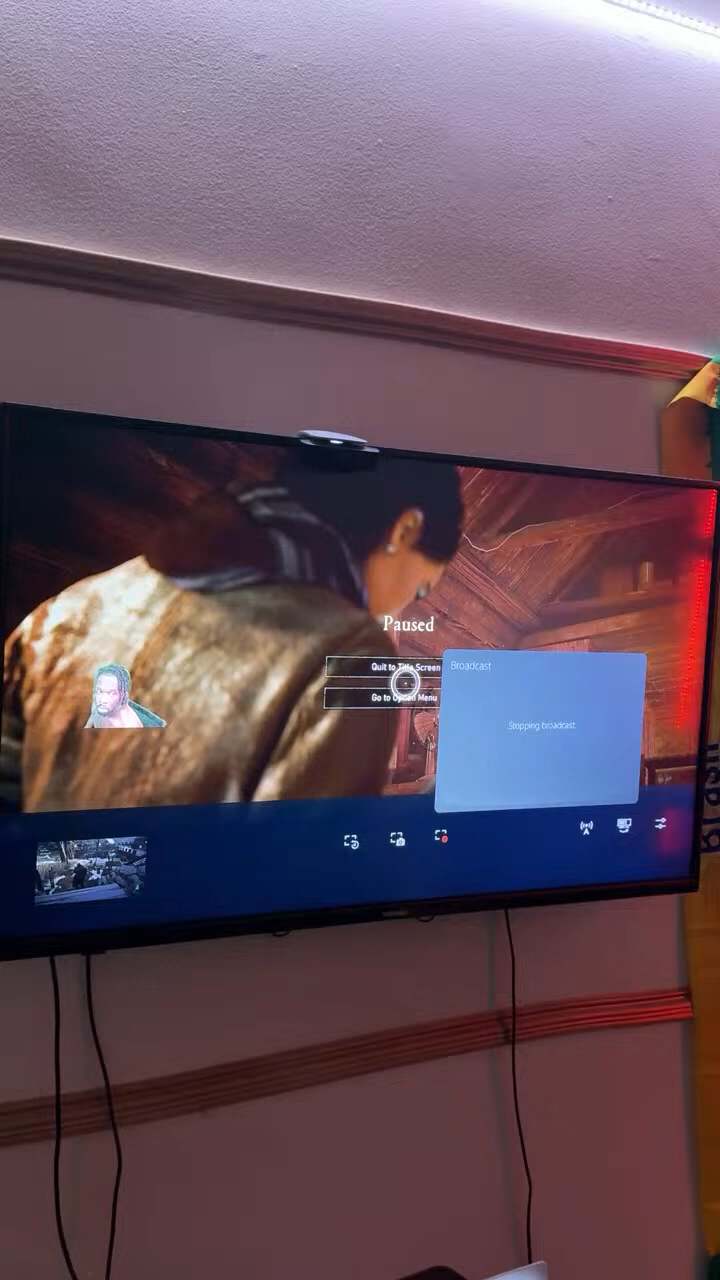 Paused
Quit to Title Screen
Go to Option Menu
Broadcast
Stopping broadcast.